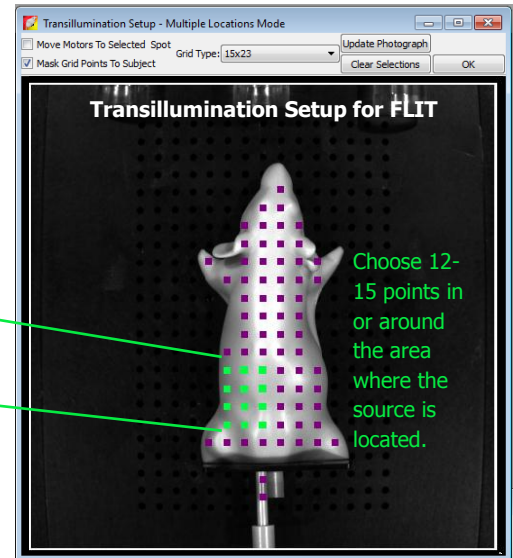 Transillumination Setup - Multiple Locations Mode
Move Motors To Selected Spot
Grid Type: 15x23
Update Photograph
Mask Grid Points To Subject
Clear Selections
OK
Transillumination Setup for FLIT
Choose 12-
15 points in
or around
the area
where the
source is
located.